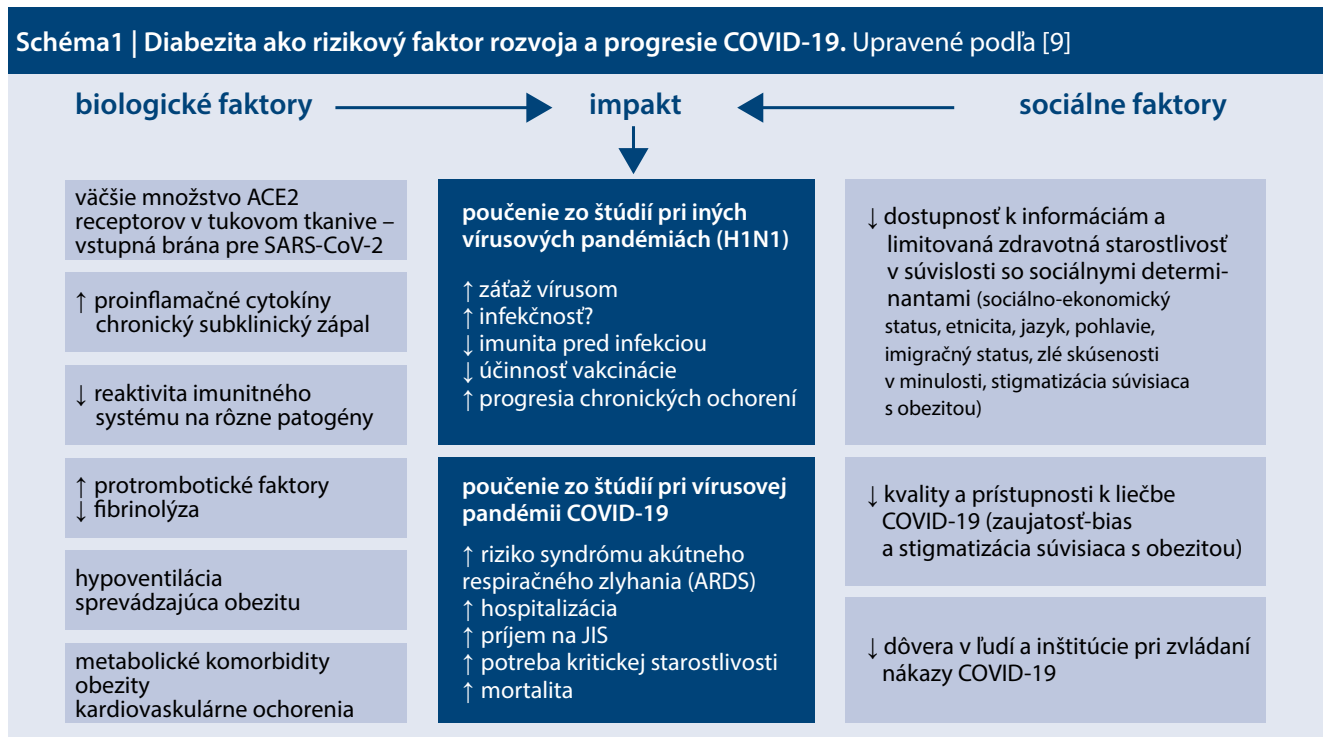 Schéma1 | Diabezita ako rizikový faktor rozvoja a progresie COVID-19. Upravené podľa [9]
biologické faktory
impakt
sociálne faktory
väčšie množstvo ACE2
receptorov v tukovom tkanive –
vstupná brána pre SARS-CoV-2
↑ proinflamačné cytokíny
chronický subklinický zápal
↓ reaktivita imunitného
systému na rôzne patogény
↑ protrombotické faktory
↓ fibrinolýza
hypoventilácia
sprevádzajúca obezitu
metabolické komorbidity
obezity
kardiovaskulárne ochorenia
poučenie zo štúdií pri iných
vírusových pandémiách (H1N1)
↑ záťaž vírusom
↑ infekčnosť?
↓ imunita pred infekciou
↓ účinnosť vakcinácie
↑ progresia chronických ochorení
poučenie zo štúdií pri vírusovej
pandémii COVID-19
↑ riziko syndrómu akútneho
respiračného zlyhania (ARDS)
↑ hospitalizácia
↑ príjem na JIS
↑ potreba kritickej starostlivosti
↑ mortalita
↓ dostupnosť k informáciám a
limitovaná zdravotná starostlivosť
v súvislosti so sociálnymi determi-
nantami (sociálno-ekonomický
status, etnicita, jazyk, pohlavie,
imigračný status, zlé skúsenosti
v minulosti, stigmatizácia súvisiaca
s obezitou)
↓ kvality a prístupnosti k liečbe
COVID-19 (zaujatosť-bias
a stigmatizácia súvisiaca s obezitou)
↓ dôvera v ľudí a inštitúcie pri zvládaní
nákazy COVID-19